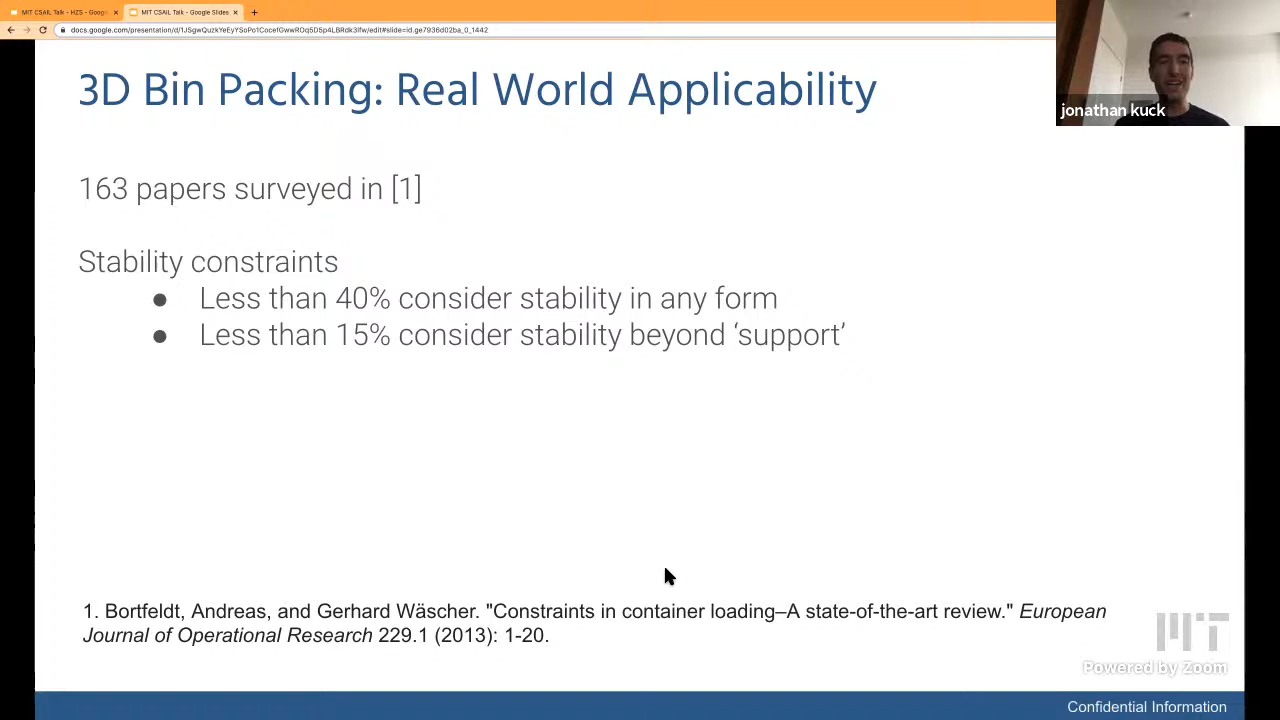 MIT CSAIL Talk - HZS - Goog
MIT CSAIL Talk - Google Slides
3D Bin Packing: Real World Applicability
jonathan kuck
163 papers surveyed in [1]
Stability constraints
● Less than 40% consider stability in any form
● Less than 15% consider stability beyond ‘support’
1. Bortfeldt, Andreas, and Gerhard Wäscher. "Constraints in container loading–A state-of-the-art review." European
Journal of Operational Research 229.1 (2013): 1-20.
MIT
Powered by Zoom
Confidential Information